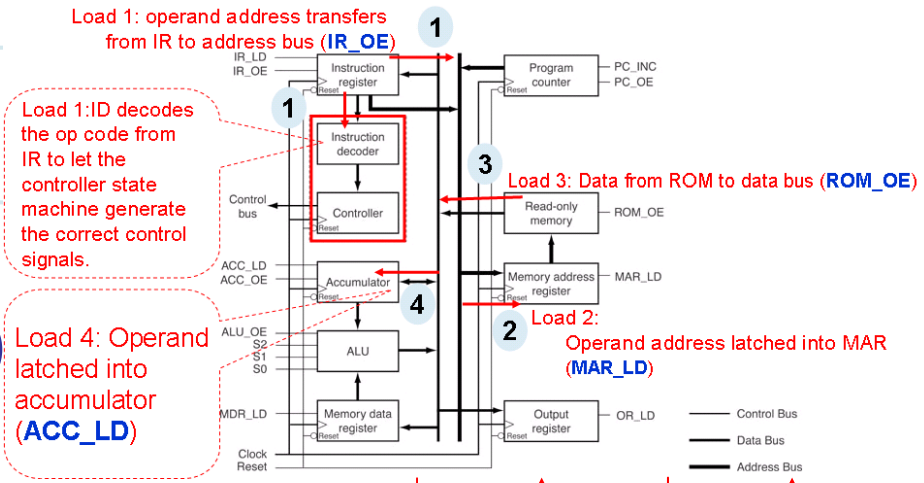 Load 1: operand address transfers
from IR to address bus (IR_OE)
1
IR_LD
IR_OE
Instruction
register
Reset
Program
counter
Reset
PC_INC
PC_OE
1
Load 1:ID decodes
the op code from
IR to let the
controller state
machine generate
the correct control
signals.
Instruction
decoder
3
Load 3: Data from ROM to data bus (ROM_OE)
Control
bus
Controller
Reset
Read-only
memory
ROM_OE
ACC_LD
ACC_OE
Accumulator
Reset
4
Memory address
register
Reset
MAR_LD
2
Load 2:
Operand address latched into MAR
(MAR_LD)
Load 4: Operand
latched into
accumulator
(ACC_LD)
ALU_OE
S2
S1
S0
ALU
MDR_LD
Memory data
register
Reset
Output
register
Reset
OR_LD
Clock
Reset
Control Bus
Data Bus
Address Bus